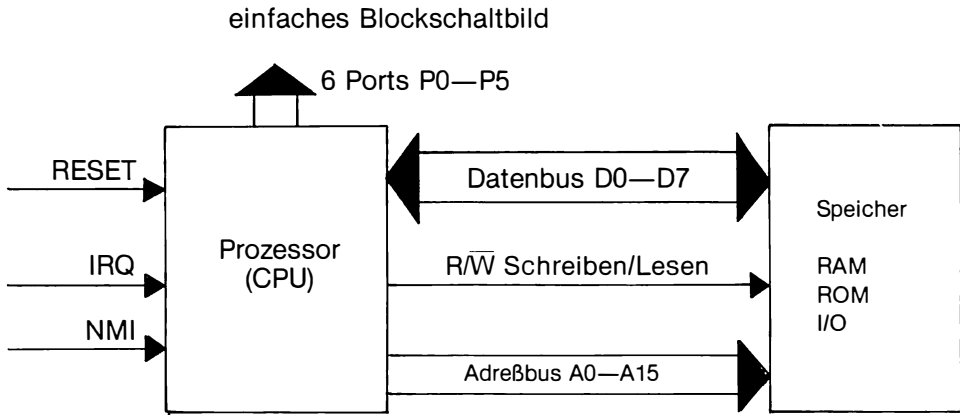 einfaches Blockschaltbild
6 Ports P0—P5
RESET
IRQ
NMI
Prozessor
(CPU)
Datenbus D0—D7
R/W̅ Schreiben/Lesen
Adreßbus A0—A15
Speicher
RAM
ROM
I/O